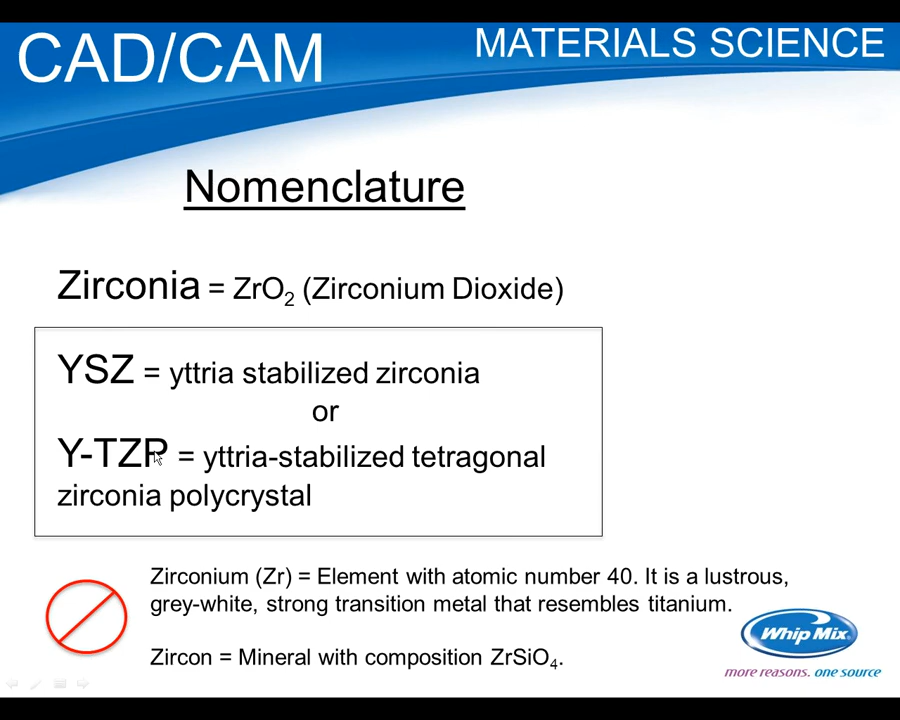 CAD/CAM
MATERIALS SCIENCE
Nomenclature
Zirconia = ZrO₂ (Zirconium Dioxide)
YSZ = yttria stabilized zirconia
or
Y-TZP = yttria-stabilized tetragonal
zirconia polycrystal
Zirconium (Zr) = Element with atomic number 40. It is a lustrous,
grey-white, strong transition metal that resembles titanium.
Zircon = Mineral with composition ZrSiO₄.
Whip Mix
more reasons. one source